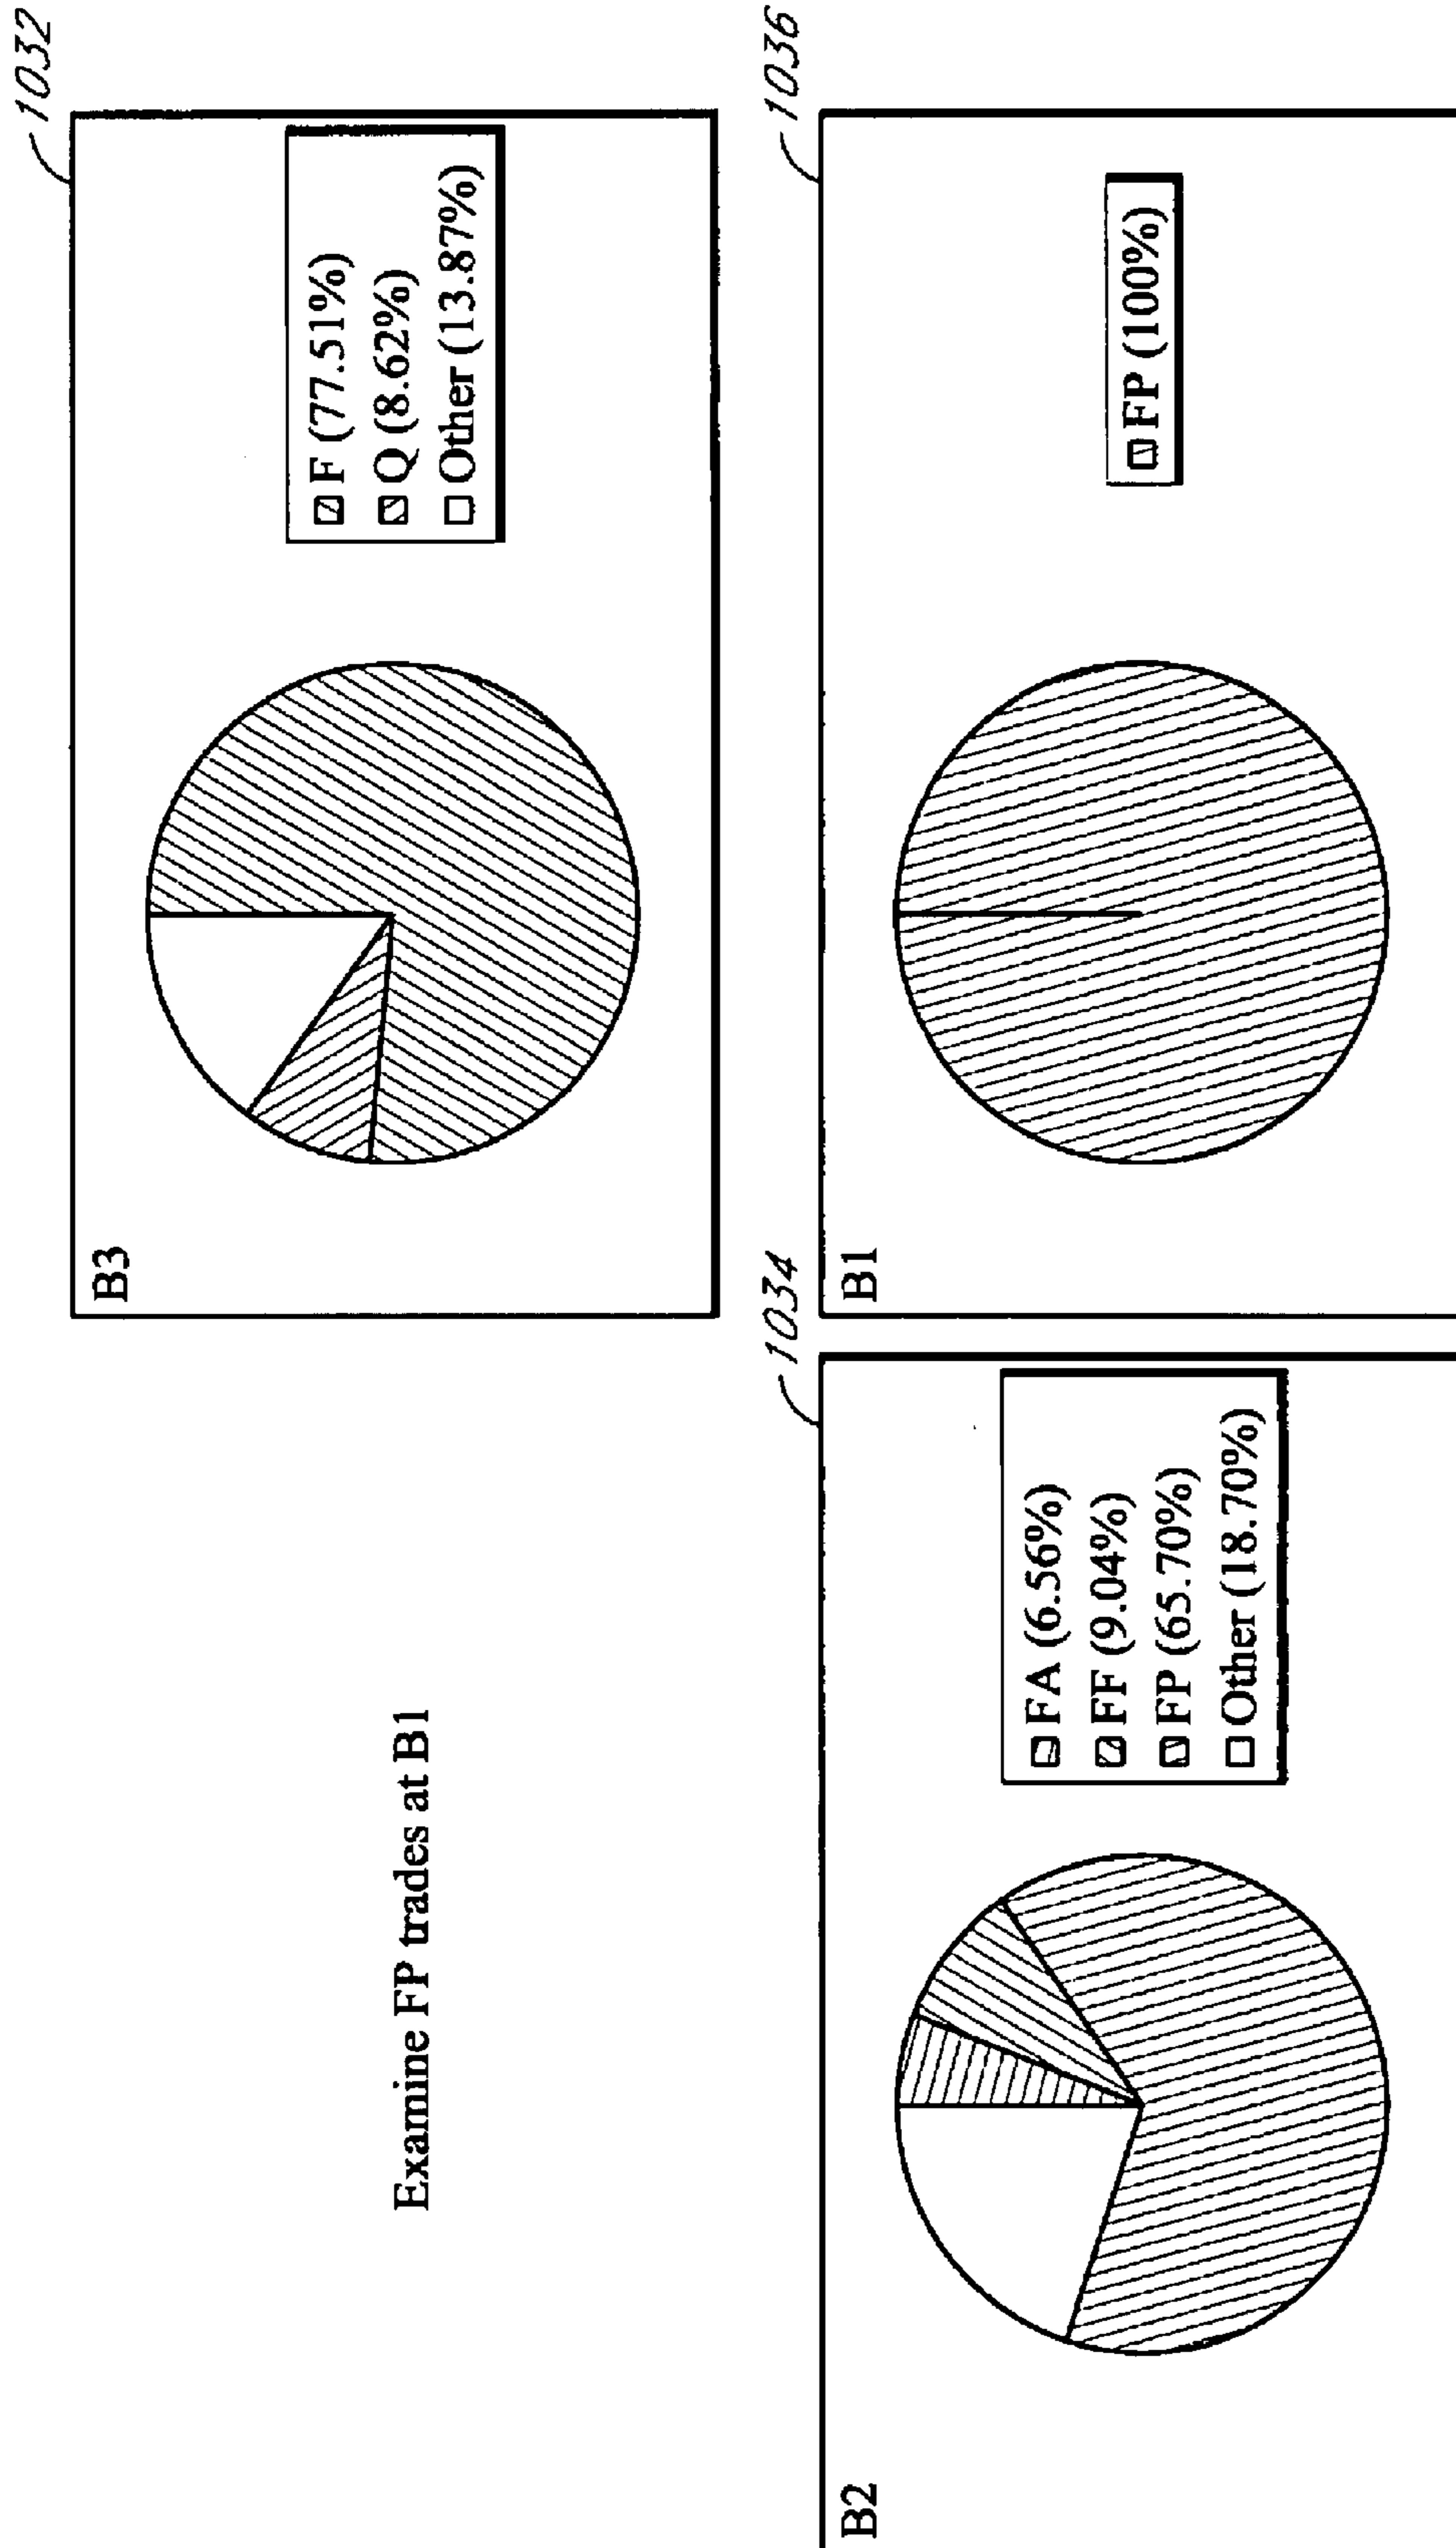 Examine FP trades at B1
1032
B3
F (77.51%)
Q (8.62%)
Other (13.87%)
1034
B2
FA (6.56%)
FF (9.04%)
FP (65.70%)
Other (18.70%)
1036
B1
FP (100%)